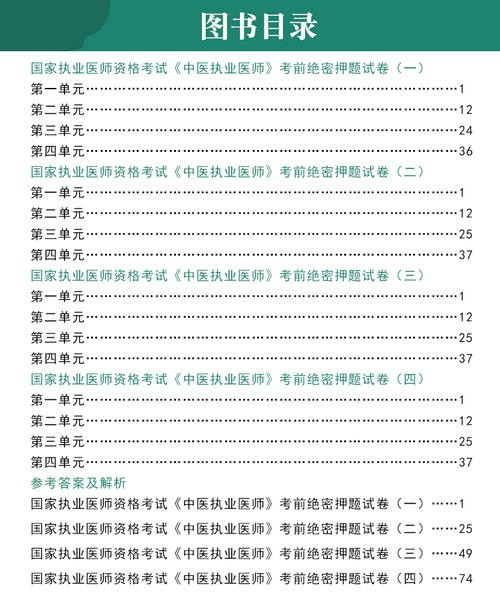 图书目录
国家执业医师资格考试《中医执业医师》考前绝密押题试卷（一）
第一单元……………………………………………………1
第二单元……………………………………………………12
第三单元……………………………………………………24
第四单元……………………………………………………36
国家执业医师资格考试《中医执业医师》考前绝密押题试卷（二）
第一单元……………………………………………………1
第二单元……………………………………………………12
第三单元……………………………………………………25
第四单元……………………………………………………37
国家执业医师资格考试《中医执业医师》考前绝密押题试卷（三）
第一单元……………………………………………………1
第二单元……………………………………………………12
第三单元……………………………………………………25
第四单元……………………………………………………37
国家执业医师资格考试《中医执业医师》考前绝密押题试卷（四）
第一单元……………………………………………………1
第二单元……………………………………………………12
第三单元……………………………………………………25
第四单元……………………………………………………37
参考答案及解析
国家执业医师资格考试《中医执业医师》考前绝密押题试卷（一）……1
国家执业医师资格考试《中医执业医师》考前绝密押题试卷（二）……25
国家执业医师资格考试《中医执业医师》考前绝密押题试卷（三）……49
国家执业医师资格考试《中医执业医师》考前绝密押题试卷（四）……74